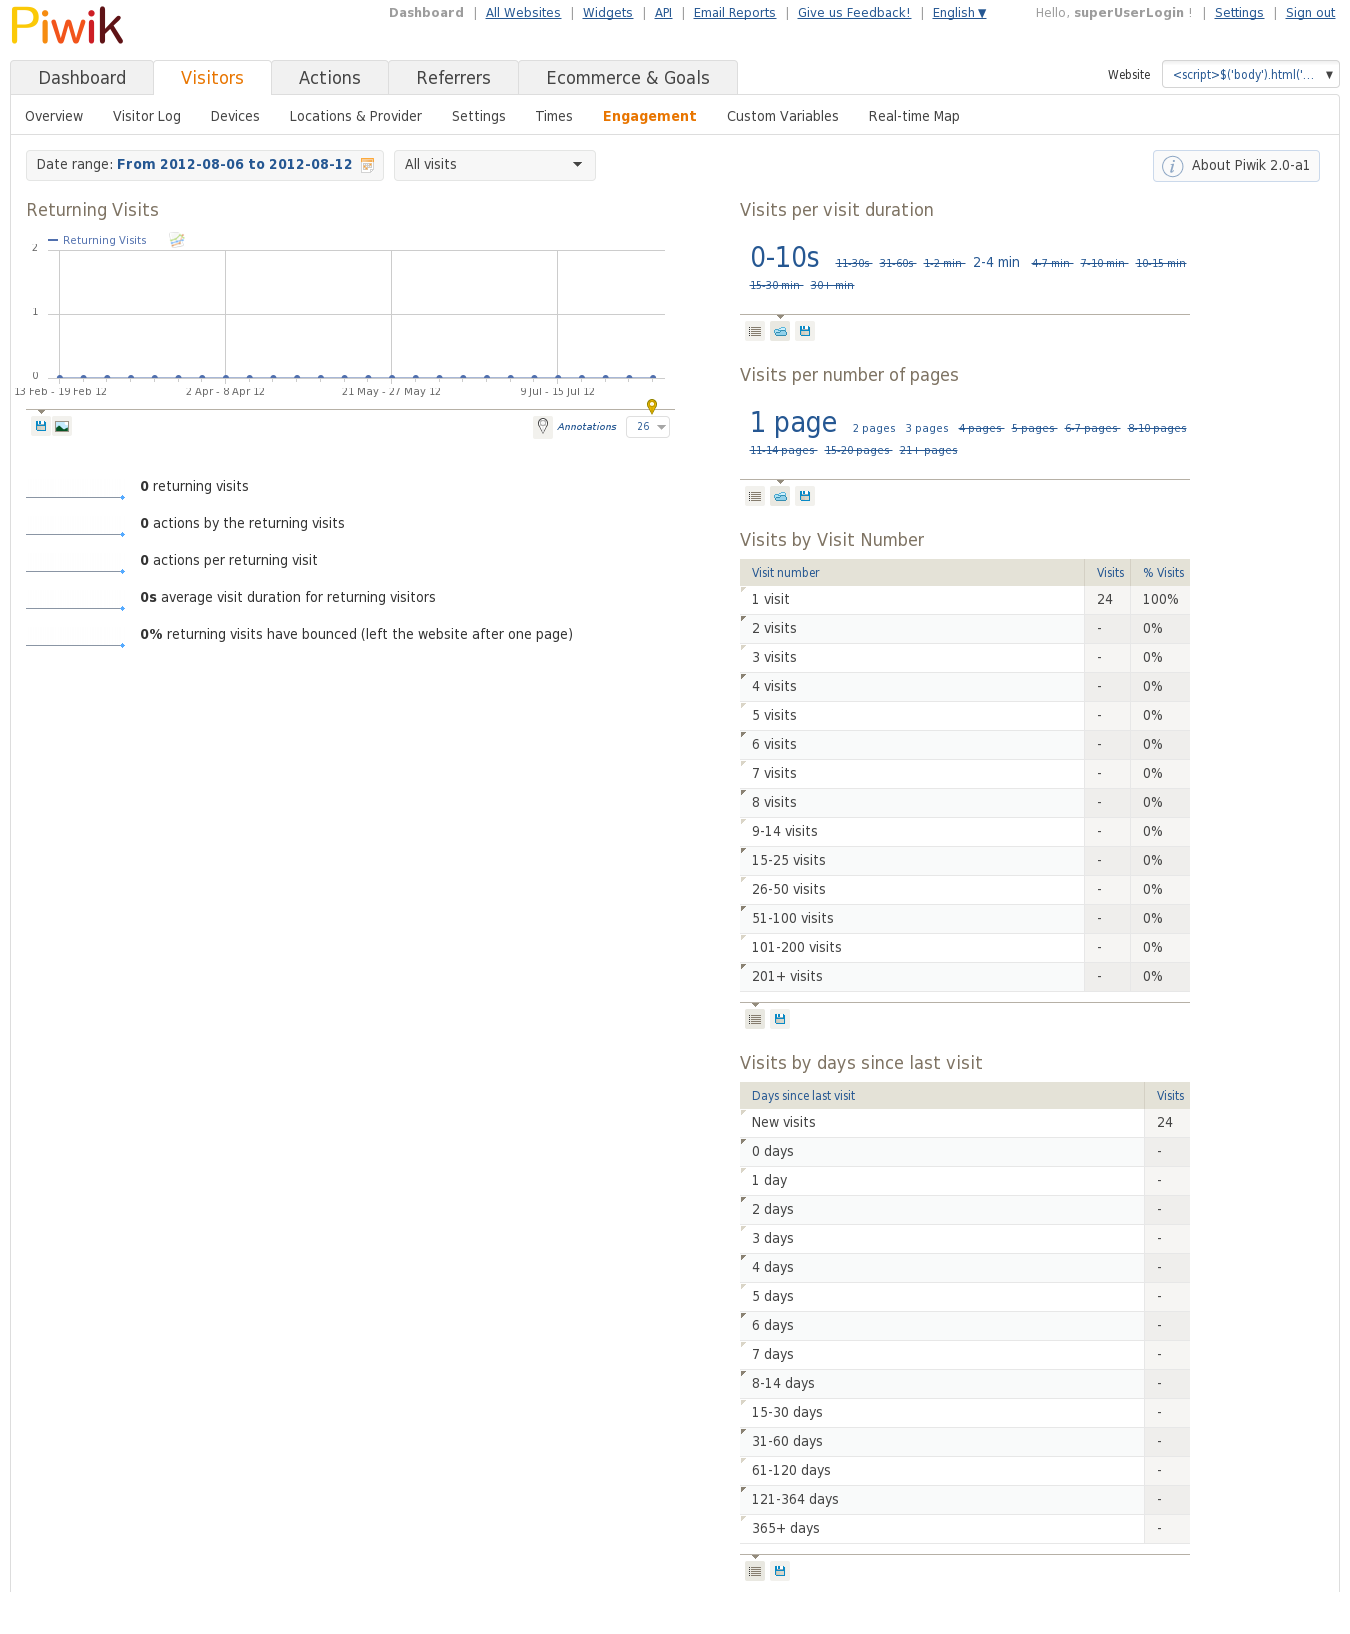 Piwik
Dashboard | All Websites | Widgets | API | Email Reports | Give us Feedback! | English ▼
Hello, superUserLogin ! | Settings | Sign out
Dashboard Visitors Actions Referrers Ecommerce & Goals
Website <script>$('body').html('... ▼
Overview Visitor Log Devices Locations & Provider Settings Times Engagement Custom Variables Real-time Map
Date range: From 2012-08-06 to 2012-08-12
All visits
About Piwik 2.0-a1
Returning Visits
Returning Visits
2
1
0
13 Feb - 19 Feb 12 2 Apr - 8 Apr 12 21 May - 27 May 12 9 Jul - 15 Jul 12
Annotations 26
0 returning visits
0 actions by the returning visits
0 actions per returning visit
0s average visit duration for returning visitors
0% returning visits have bounced (left the website after one page)
Visits per visit duration
0-10s 11-30s 31-60s 1-2 min 2-4 min 4-7 min 7-10 min 10-15 min
15-30 min 30+ min
Visits per number of pages
1 page 2 pages 3 pages 4 pages 5 pages 6-7 pages 8-10 pages
11-14 pages 15-20 pages 21+ pages
Visits by Visit Number
Visit number Visits % Visits
1 visit 24 100%
2 visits - 0%
3 visits - 0%
4 visits - 0%
5 visits - 0%
6 visits - 0%
7 visits - 0%
8 visits - 0%
9-14 visits - 0%
15-25 visits - 0%
26-50 visits - 0%
51-100 visits - 0%
101-200 visits - 0%
201+ visits - 0%
Visits by days since last visit
Days since last visit Visits
New visits 24
0 days -
1 day -
2 days -
3 days -
4 days -
5 days -
6 days -
7 days -
8-14 days -
15-30 days -
31-60 days -
61-120 days -
121-364 days -
365+ days -